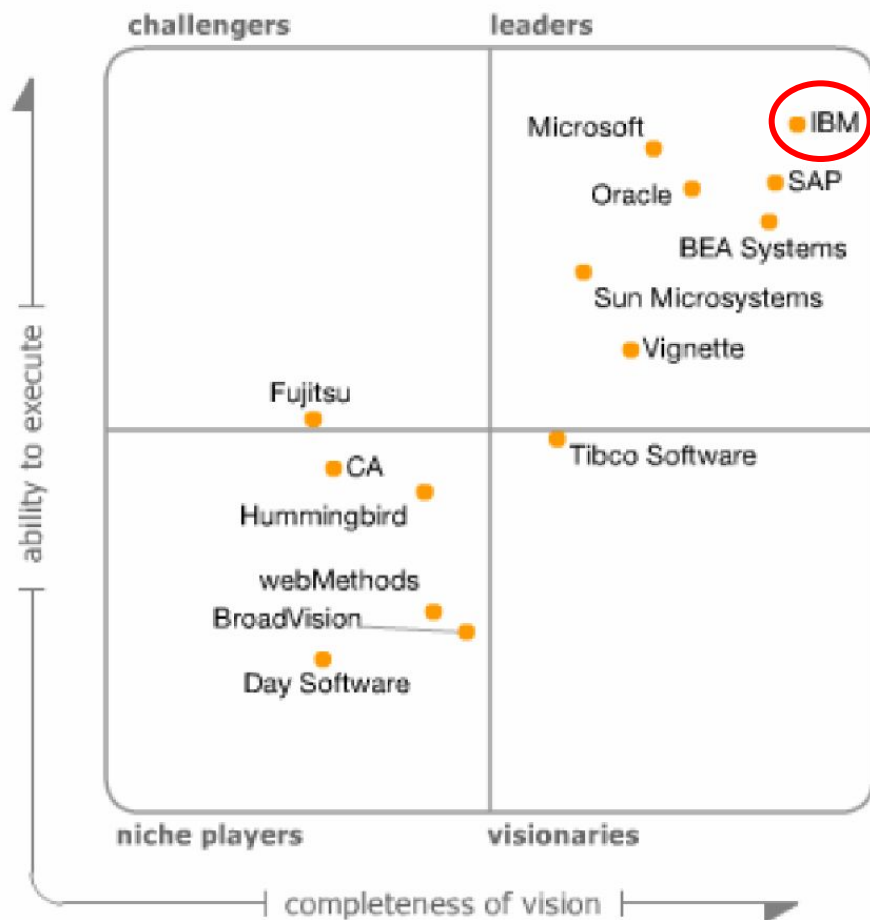 challengers
leaders
IBM
Microsoft
SAP
Oracle
BEA Systems
Sun Microsystems
Vignette
Fujitsu
Tibco Software
CA
Hummingbird
webMethods
BroadVision
Day Software
niche players
visionaries
ability to execute
completeness of vision